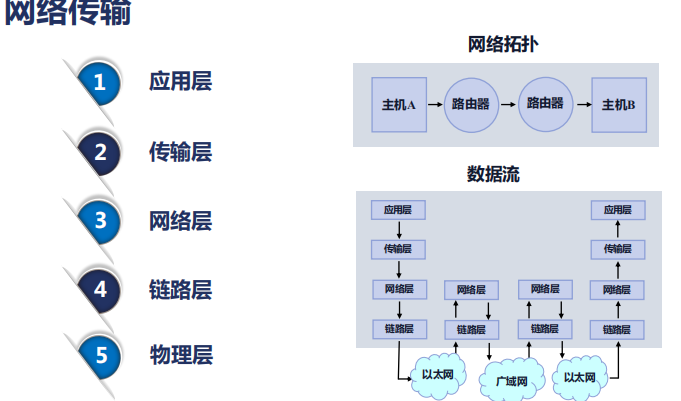 网络传输
1 应用层
2 传输层
3 网络层
4 链路层
5 物理层
网络拓扑
主机A 路由器 路由器 主机B
数据流
应用层 应用层
传输层 传输层
网络层 网络层 网络层 网络层
链路层 链路层 链路层 链路层
以太网 广域网 以太网